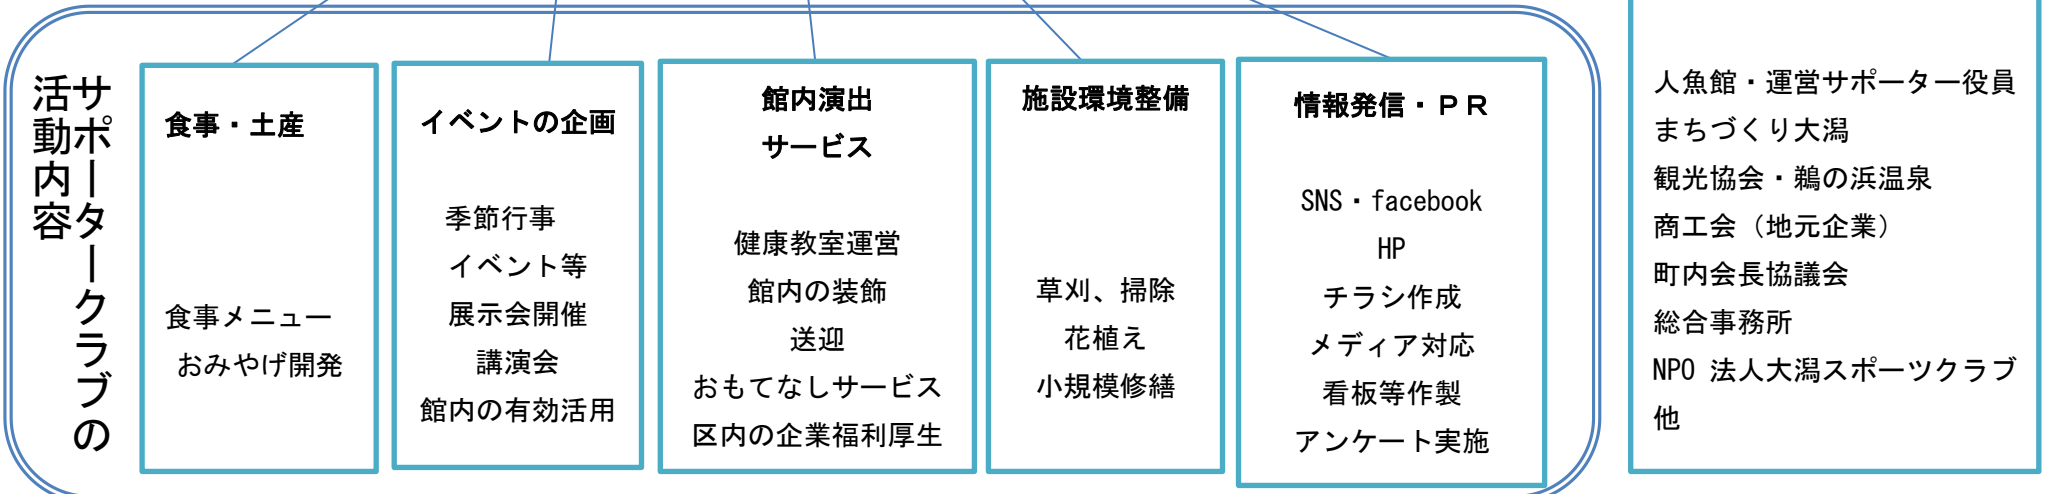 サポータークラブの
活動内容
食事・土産
食事メニュー
おみやげ開発
イベントの企画
季節行事
イベント等
展示会開催
講演会
館内の有効活用
館内演出
サービス
健康教室運営
館内の装飾
送迎
おもてなしサービス
区内の企業福利厚生
施設環境整備
草刈、掃除
花植え
小規模修繕
情報発信・ＰＲ
SNS・facebook
HP
チラシ作成
メディア対応
看板等作製
アンケート実施
人魚館・運営サポーター役員
まちづくり大潟
観光協会・鵜の浜温泉
商工会（地元企業）
町内会長協議会
総合事務所
NPO 法人大潟スポーツクラブ
他